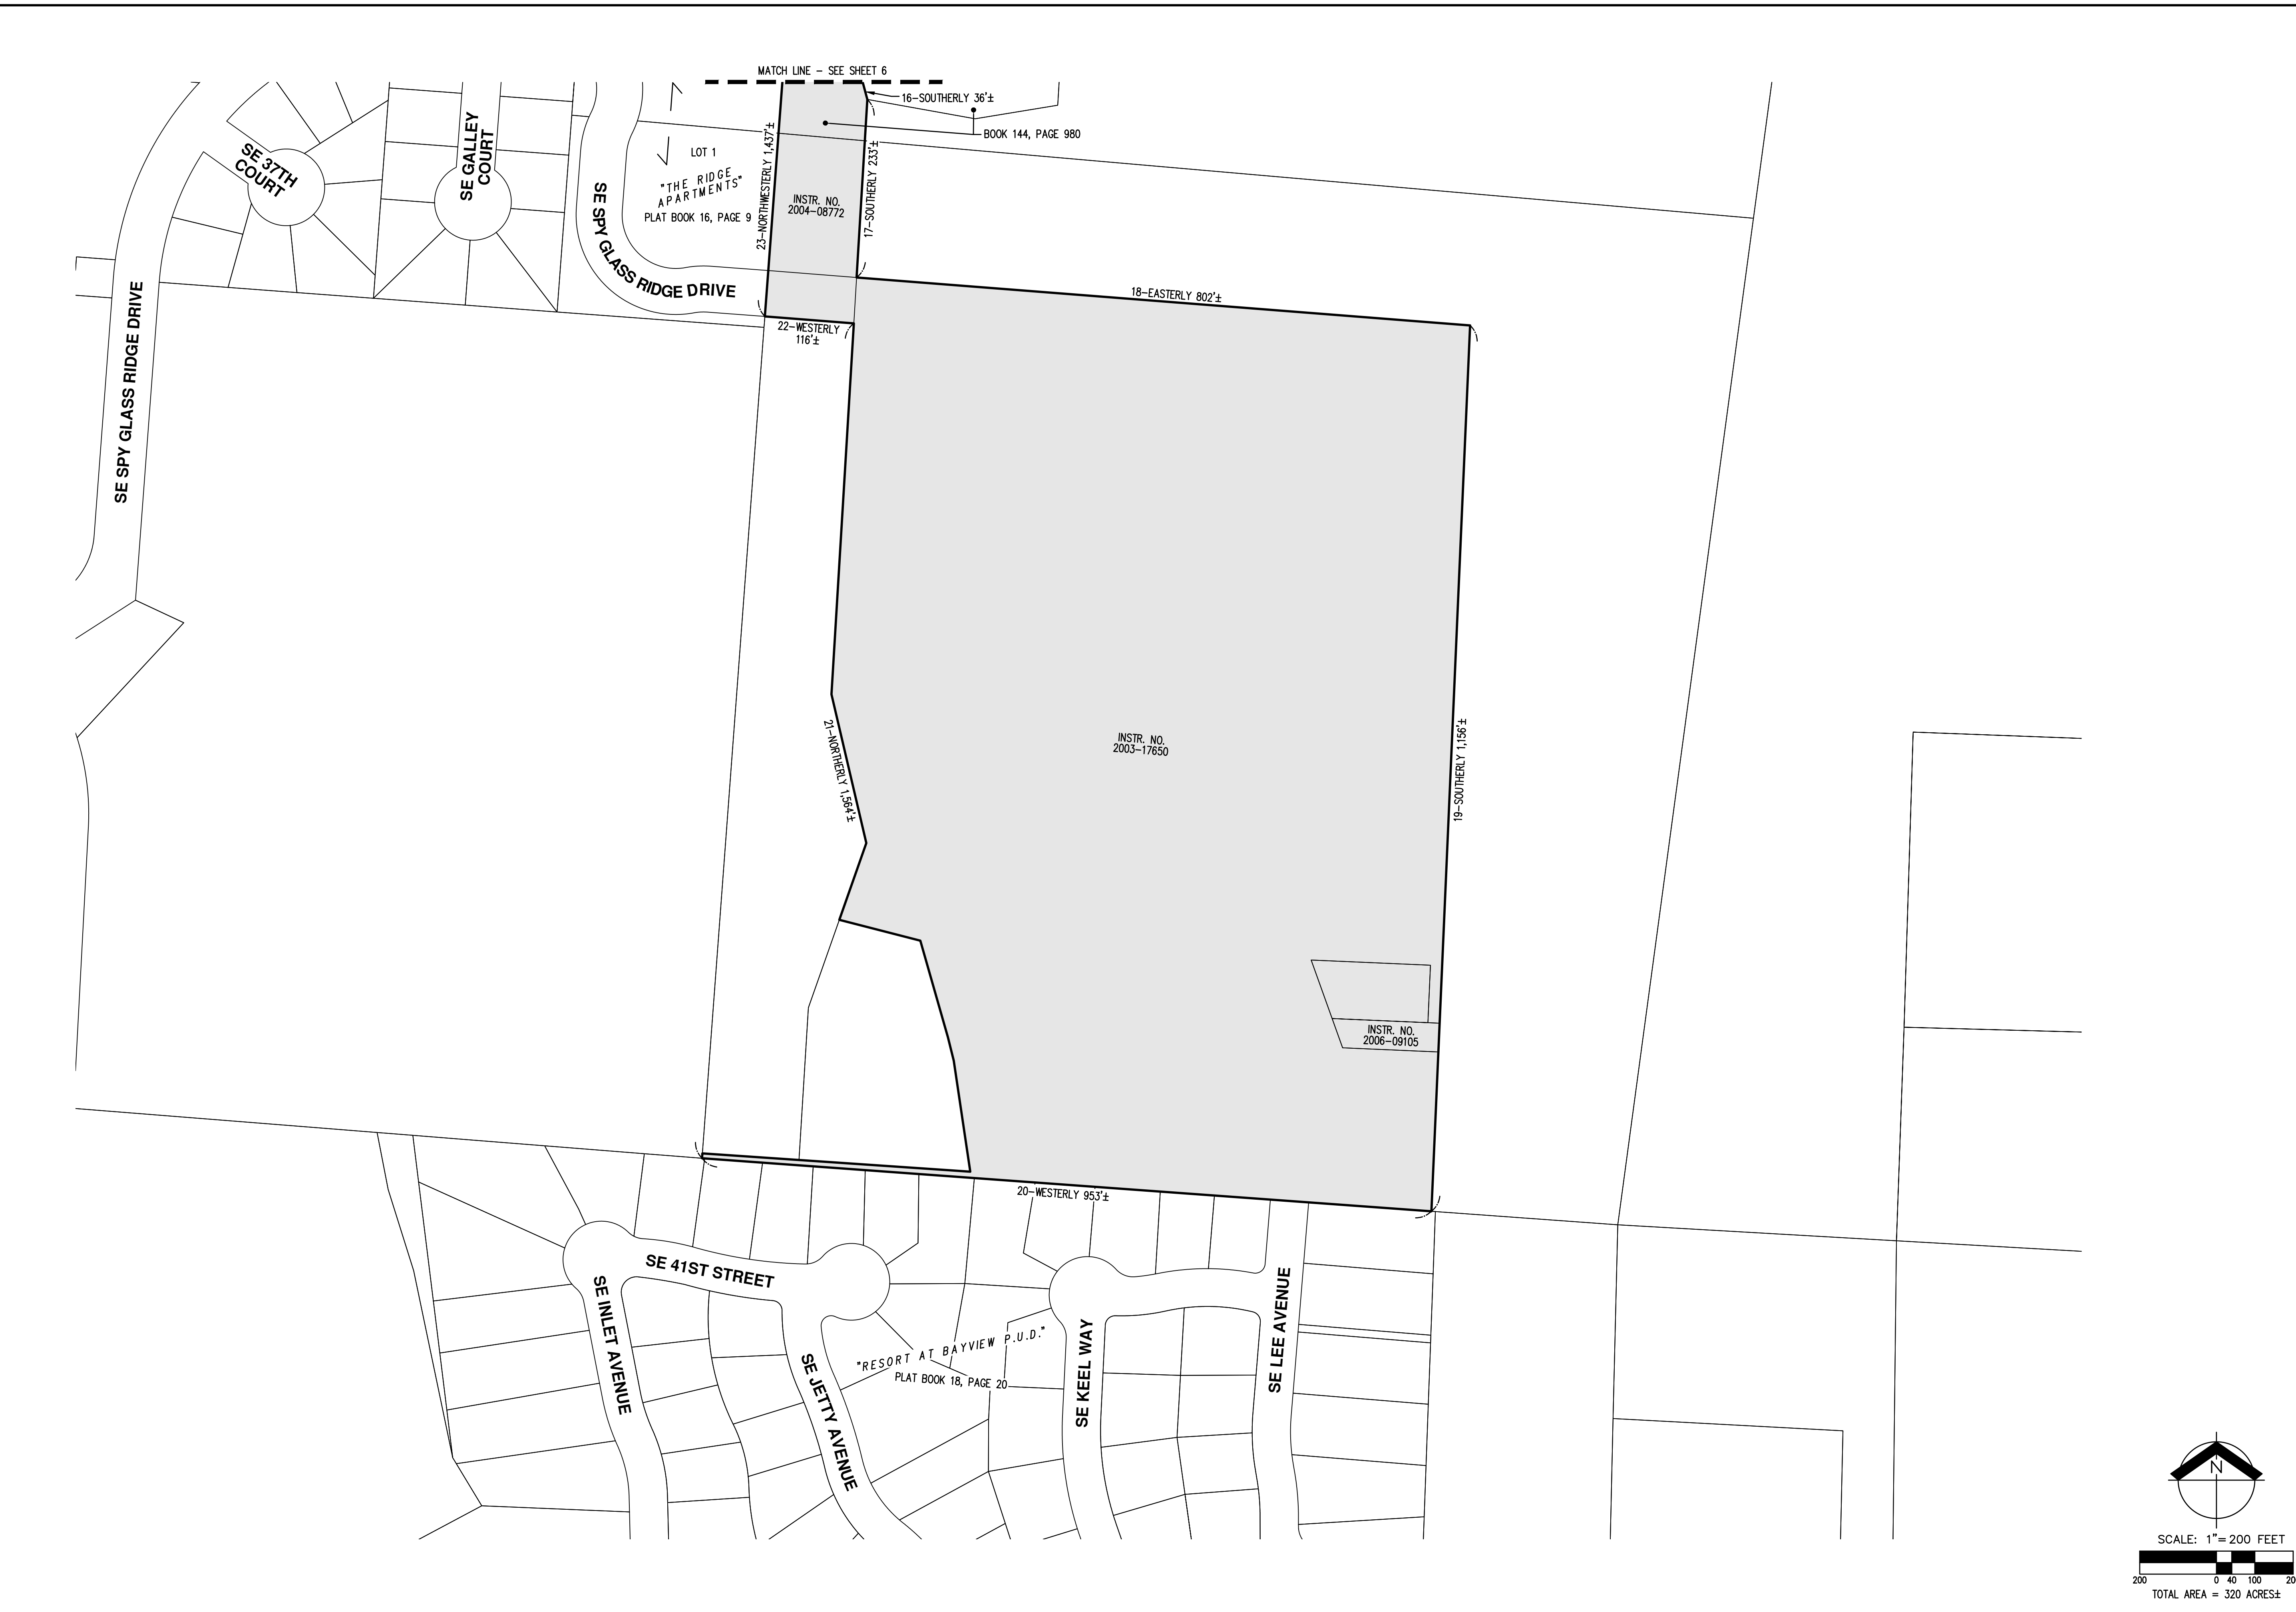 MATCH LINE – SEE SHEET 6
16–SOUTHERLY 36'±
BOOK 144, PAGE 980
SE 37TH
COURT
SE GALLEY
COURT
LOT 1
"THE RIDGE
APARTMENTS"
PLAT BOOK 16, PAGE 9
23–NORTHWESTERLY 1,437'±
INSTR. NO.
2004–08772
17–SOUTHERLY 233'±
SE SPY GLASS RIDGE DRIVE
SE SPY GLASS RIDGE DRIVE
18–EASTERLY 802'±
22–WESTERLY
116'±
21–NORTHERLY 1,564'±
INSTR. NO.
2003–17650
19–SOUTHERLY 1,156'±
INSTR. NO.
2006–09105
20–WESTERLY 953'±
SE 41ST STREET
SE INLET AVENUE
SE JETTY AVENUE
"RESORT AT BAYVIEW P.U.D."
PLAT BOOK 18, PAGE 20
SE KEEL WAY
SE LEE AVENUE
N
SCALE: 1"=200 FEET
200 0 40 100 20
TOTAL AREA = 320 ACRES±